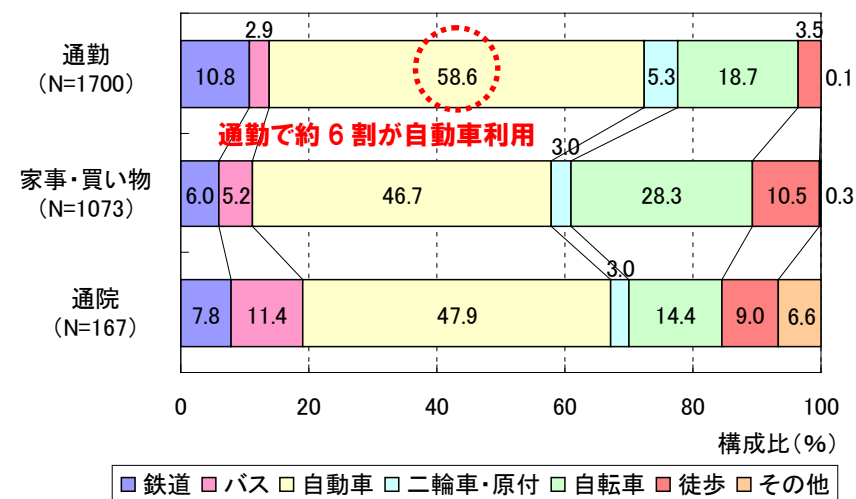 2.9
3.5
通勤
(N=1700)
10.8
58.6
5.3
18.7
0.1
通勤で約6割が自動車利用
3.0
家事・買い物
(N=1073)
6.0
5.2
46.7
28.3
10.5
0.3
3.0
通院
(N=167)
7.8
11.4
47.9
14.4
9.0
6.6
0 20 40 60 80 100
構成比(%)
鉄道 バス 自動車 二輪車・原付 自転車 徒歩 その他